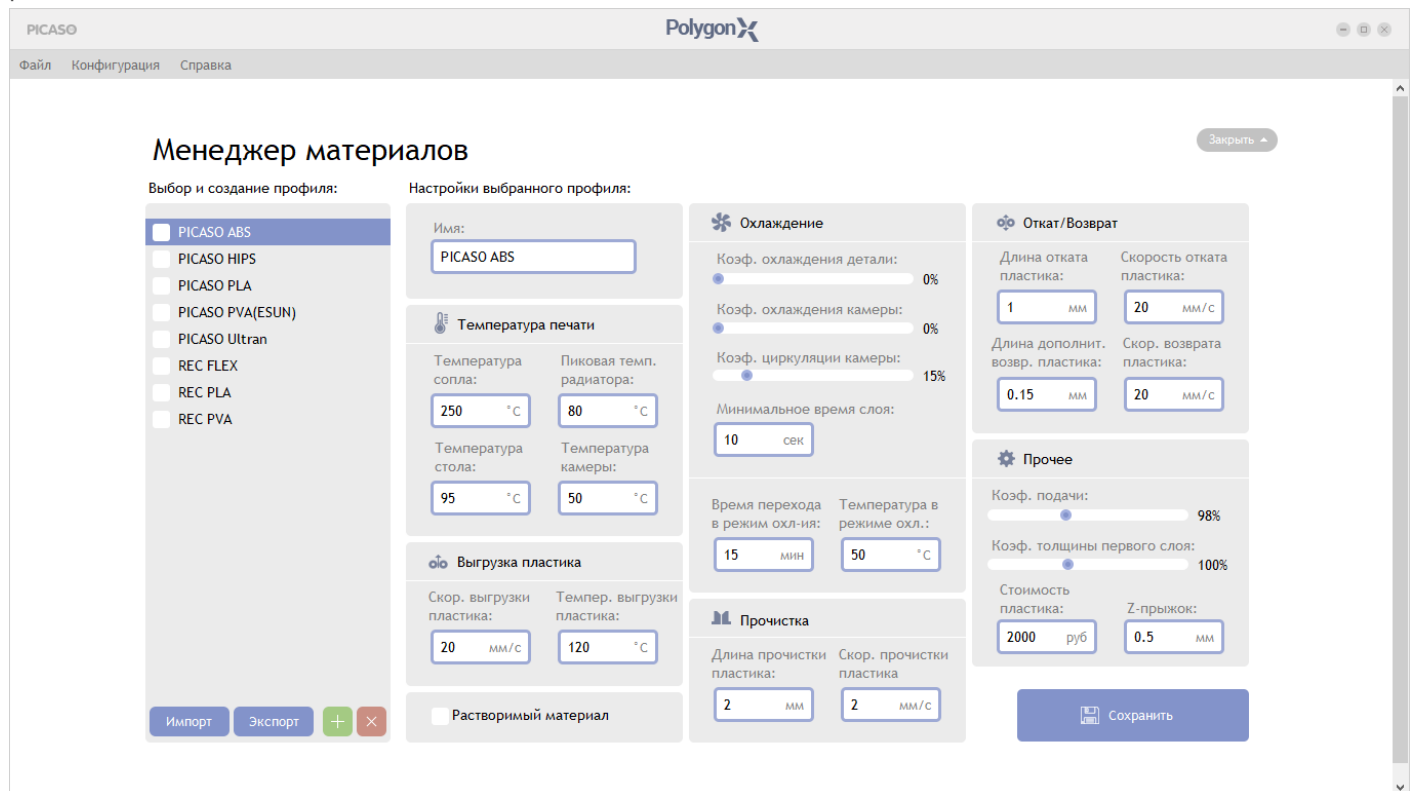 PICASO
PolygonX
Файл Конфигурация Справка
Менеджер материалов
Закрыть
Выбор и создание профиля:
PICASO ABS
PICASO HIPS
PICASO PLA
PICASO PVA(ESUN)
PICASO Ultran
REC FLEX
REC PLA
REC PVA
Импорт Экспорт
Настройки выбранного профиля:
Имя:
PICASO ABS
Температура печати
Температура сопла:
250 °C
Пиковая темп. радиатора:
80 °C
Температура стола:
95 °C
Температура камеры:
50 °C
Выгрузка пластика
Скор. выгрузки пластика:
20 мм/с
Темпер. выгрузки пластика:
120 °C
Растворимый материал
Охлаждение
Коэф. охлаждения детали:
0%
Коэф. охлаждения камеры:
0%
Коэф. циркуляции камеры:
15%
Минимальное время слоя:
10 сек
Время перехода в режим охл-ия:
15 мин
Температура в режиме охл.:
50 °C
Прочистка
Длина прочистки пластика:
2 мм
Скор. прочистки пластика
2 мм/с
Откат/Возврат
Длина отката пластика:
1 мм
Скорость отката пластика:
20 мм/с
Длина дополнит. возвр. пластика:
0.15 мм
Скор. возврата пластика:
20 мм/с
Прочее
Коэф. подачи:
98%
Коэф. толщины первого слоя:
100%
Стоимость пластика:
2000 руб
Z-прыжок:
0.5 мм
Сохранить